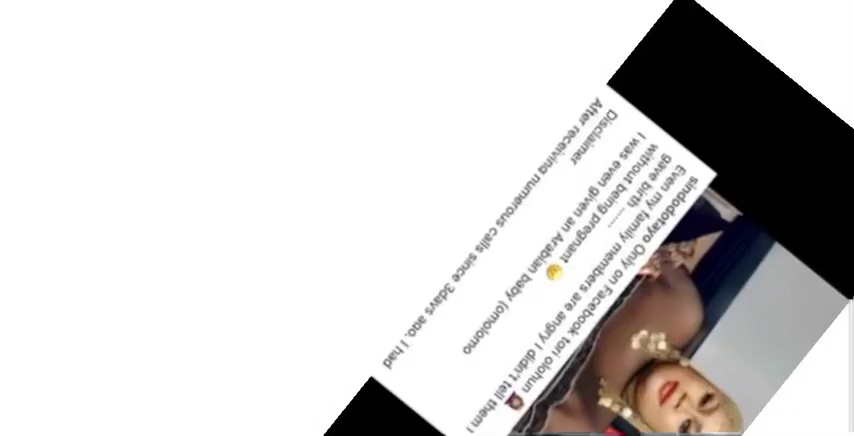 sindodotayo Only on Facebook tori olohun
Even my family members are angry I didn't tell them I
gave birth ......
without being pregnant 🙄
I was even given an Arabian baby (omolomo
Disclaimer
After receiving numerous calls since 3days ago. I had